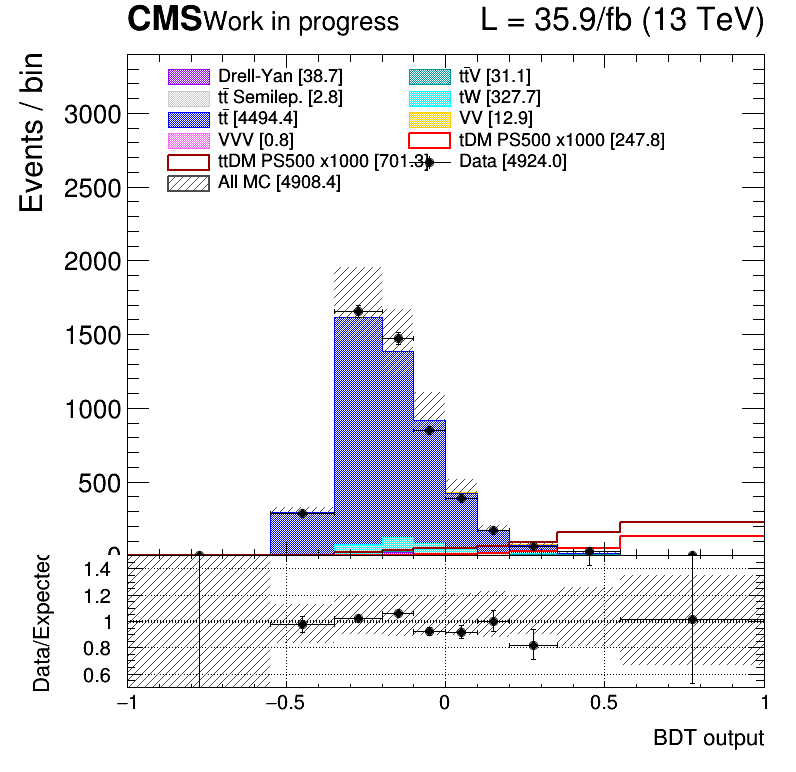 CMS Work in progress L = 35.9/fb (13 TeV)
Events / bin
Drell-Yan [38.7] tt̄V [31.1]
tt̄ Semilep. [2.8] tW [327.7]
tt̄ [4494.4] VV [12.9]
VVV [0.8] tDM PS500 x1000 [247.8]
ttDM PS500 x1000 [701.3] Data [4924.0]
All MC [4908.4]
3000
2500
2000
1500
1000
500
0
Data/Expected
1.4
1.2
1
0.8
0.6
−1 −0.5 0 0.5 1
BDT output